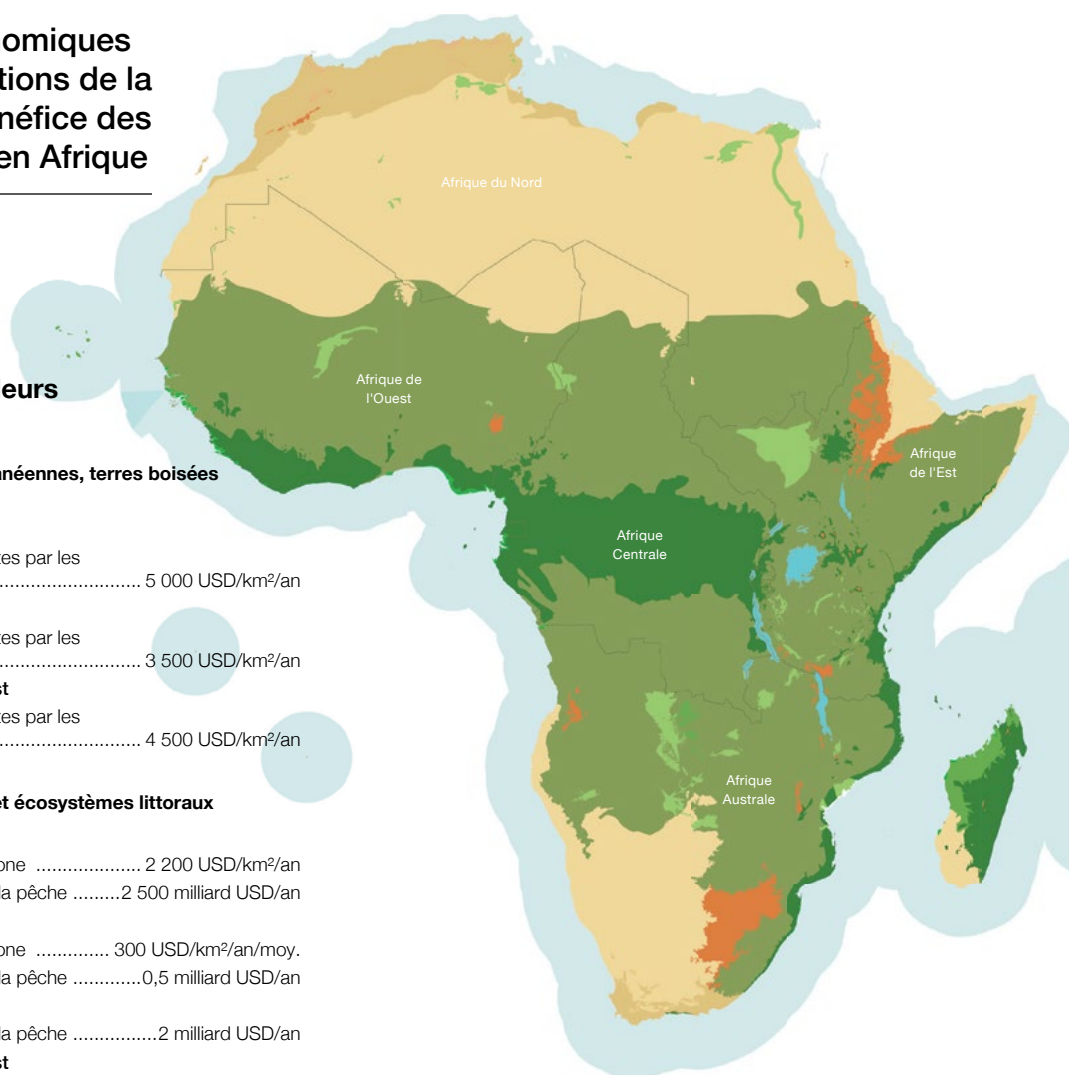 tions de la
néfice des
en Afrique
eurs
néennes, terres boisées
tes par les
............................ 5 000 USD/km²/an
tes par les
............................ 3 500 USD/km²/an
st
tes par les
............................ 4 500 USD/km²/an
et écosystèmes littoraux
one .................... 2 200 USD/km²/an
la pêche ........2 500 milliard USD/an
one .............. 300 USD/km²/an/moy.
la pêche .............0,5 milliard USD/an
la pêche ................2 milliard USD/an
st
Afrique du Nord
Afrique de
l'Ouest
Afrique
de l'Est
Afrique
Centrale
Afrique
Australe